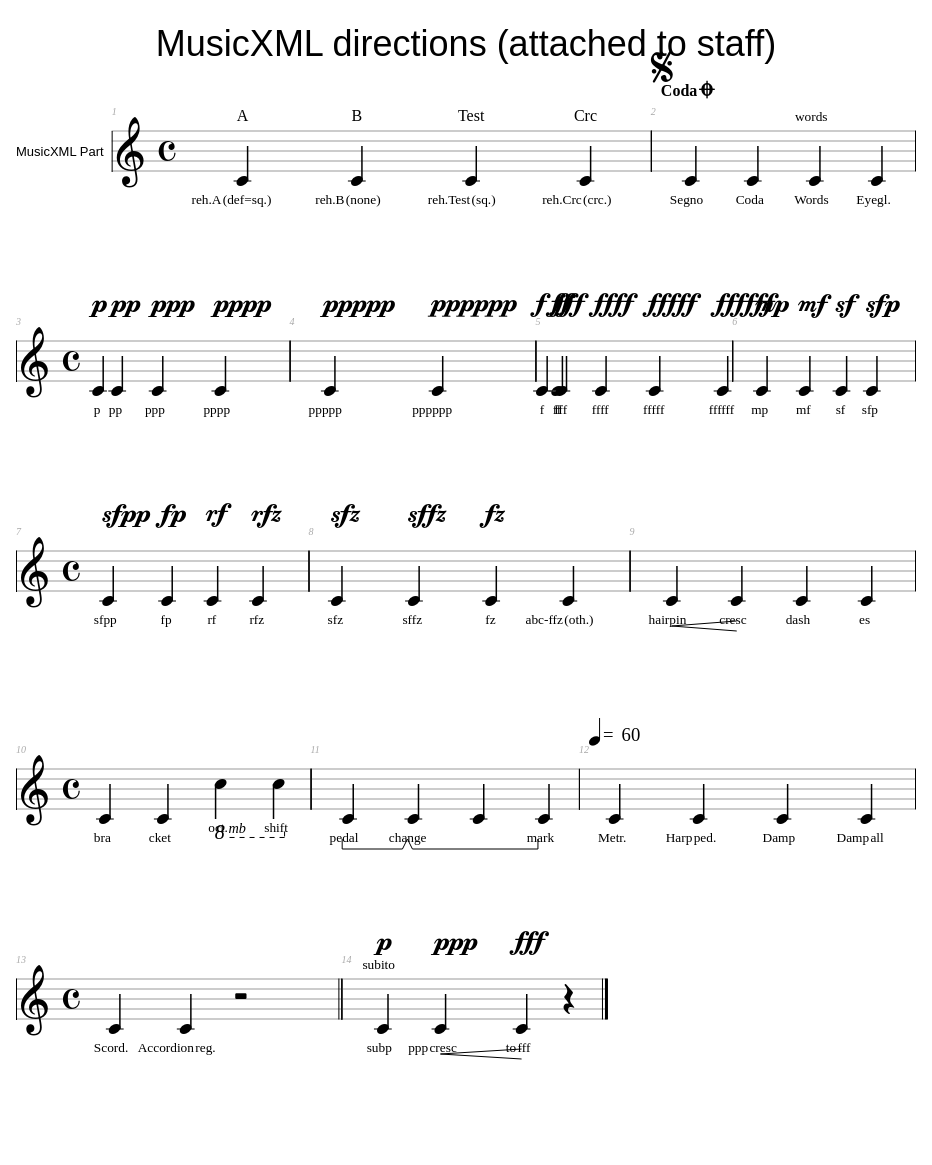 MusicXML directions (attached to staff)
Coda
1 A B Test Crc 2 words
MusicXML Part
reh.A (def=sq.) reh.B (none) reh.Test (sq.) reh.Crc (crc.) Segno Coda Words Eyegl.
p pp ppp pppp ppppp pppppp f ff fff ffff fffff ffffff mp mf sf sfp
3 4 5 6
p pp ppp pppp ppppp pppppp f ff fff ffff fffff ffffff mp mf sf sfp
sfpp fp rf rfz sfz sffz fz
7 8 9
sfpp fp rf rfz sfz sffz fz abc-ffz (oth.) hairpin cresc dash es
= 60
10 11 12
8 mb
bra cket oct. shift pedal change mark Metr. Harp ped. Damp Damp all
p ppp fff
13 14 subito
Scord. Accordion reg. subp ppp cresc to fff